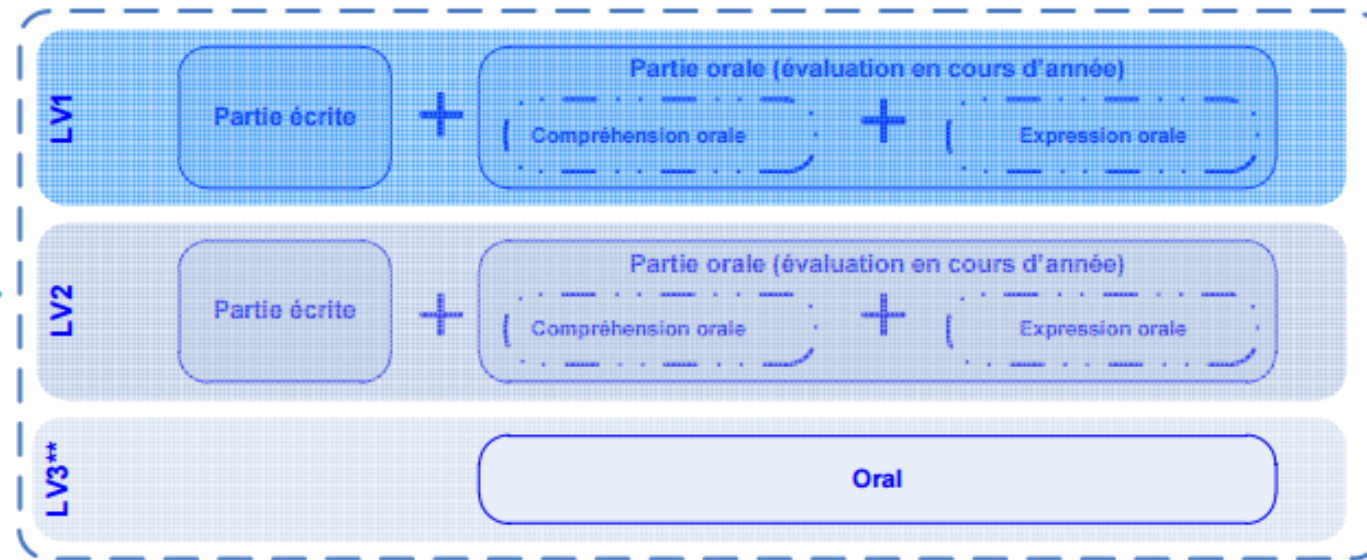 LV1
Partie écrite
+
Partie orale (évaluation en cours d'année)
Compréhension orale
+
Expression orale
LV2
Partie écrite
+
Partie orale (évaluation en cours d'année)
Compréhension orale
+
Expression orale
LV3**
Oral